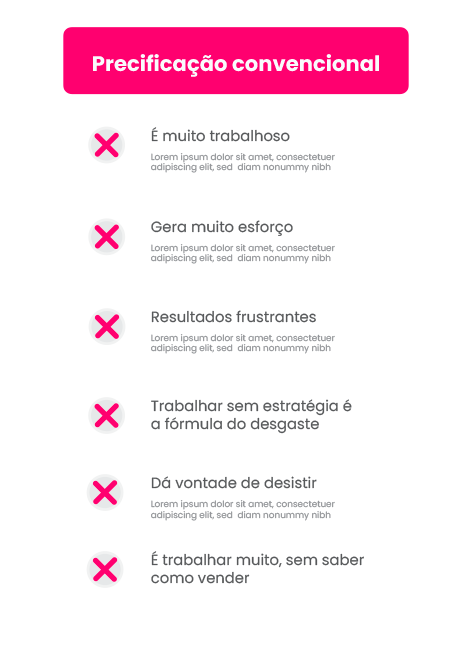 Precificação convencional
É muito trabalhoso
Lorem ipsum dolor sit amet, consectetuer
adipiscing elit, sed  diam nonummy nibh
Gera muito esforço
Lorem ipsum dolor sit amet, consectetuer
adipiscing elit, sed  diam nonummy nibh
Resultados frustrantes
Lorem ipsum dolor sit amet, consectetuer
adipiscing elit, sed  diam nonummy nibh
Trabalhar sem estratégia é
a fórmula do desgaste
Dá vontade de desistir
Lorem ipsum dolor sit amet, consectetuer
adipiscing elit, sed  diam nonummy nibh
É trabalhar muito, sem saber
como vender